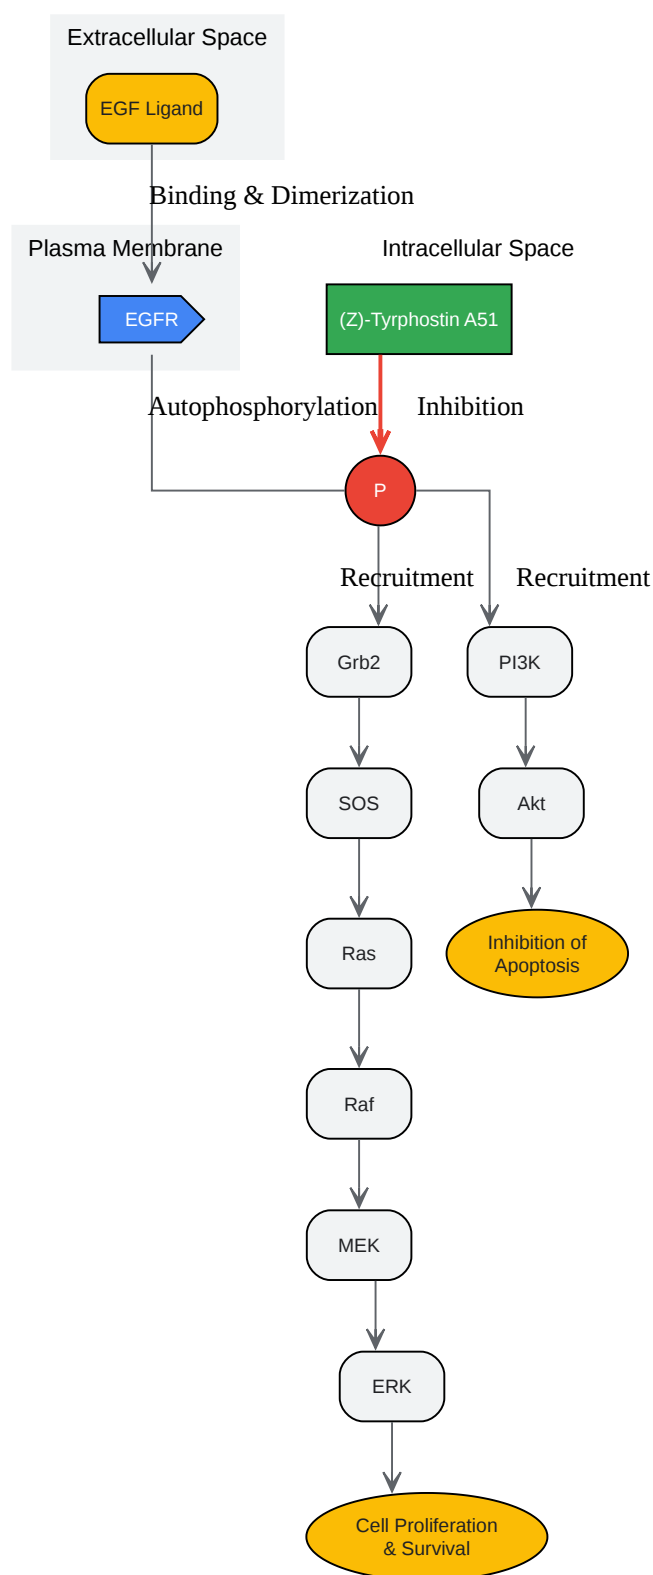 Extracellular Space
EGF Ligand
Binding & Dimerization
Plasma Membrane
Intracellular Space
EGFR
(Z)-Tyrphostin A51
Autophosphorylation
Inhibition
P
Recruitment
Recruitment
Grb2
PI3K
SOS
Akt
Ras
Inhibition of
Apoptosis
Raf
MEK
ERK
Cell Proliferation
& Survival